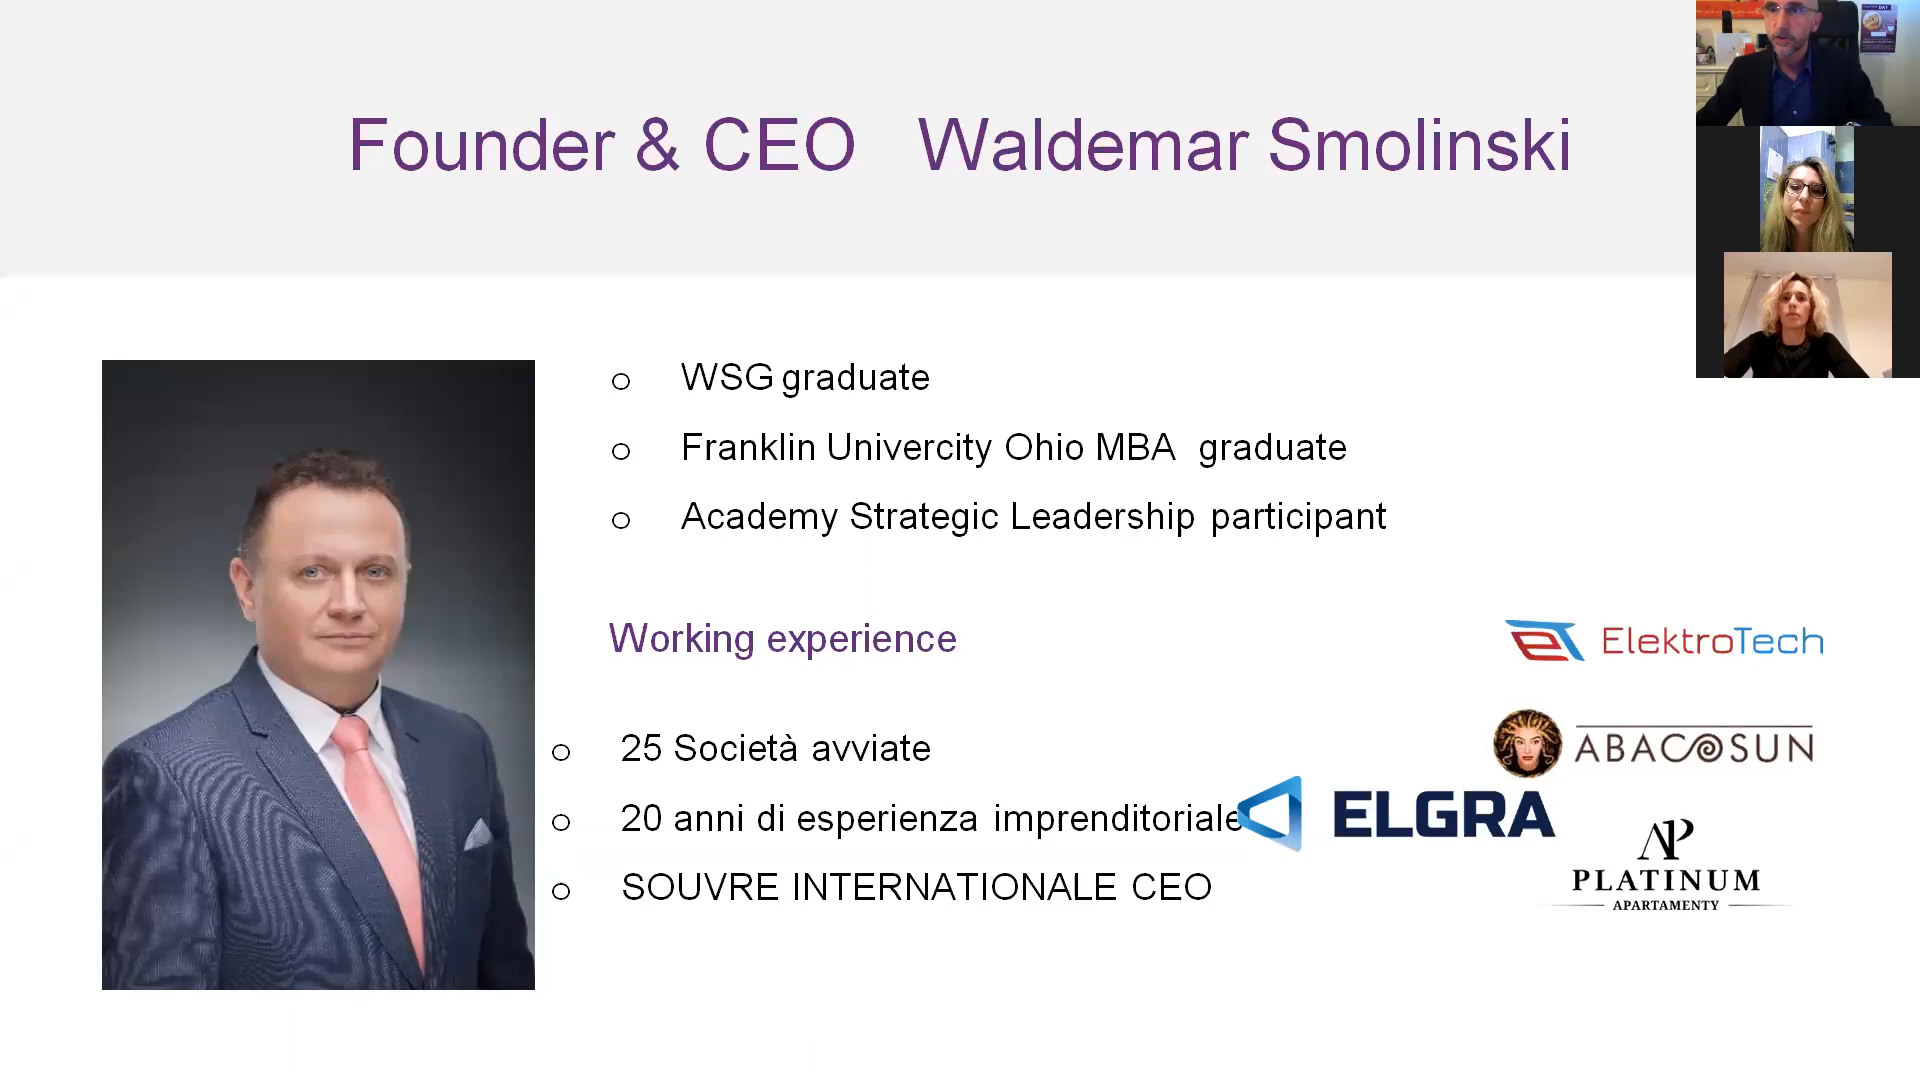 Founder & CEO Waldemar Smolinski
WSG graduate
Franklin Univercity Ohio MBA graduate
Academy Strategic Leadership participant
Working experience
25 Società avviate
20 anni di esperienza imprenditoriale
SOUVRE INTERNATIONALE CEO
ElektroTech
ABACOSUN
ELGRA
AP
PLATINUM
APARTAMENTY